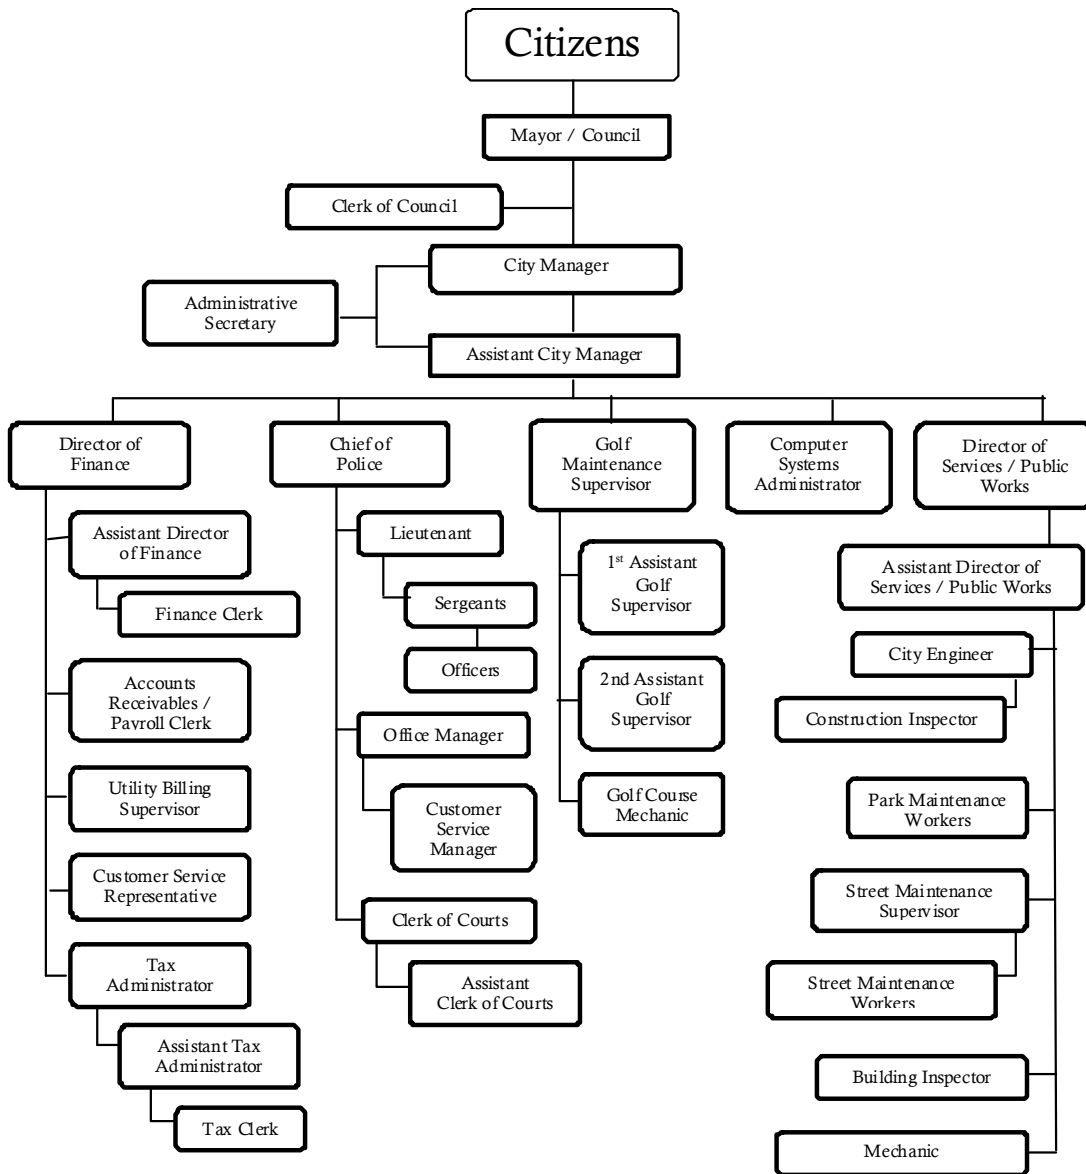 Citizens
Mayor / Council
Clerk of Council
City Manager
Administrative
Secretary
Assistant City Manager
Director of
Finance
Chief of
Police
Golf
Maintenance
Supervisor
Computer
Systems
Administrator
Director of
Services / Public
Works
Assistant Director
of Finance
Finance Clerk
Accounts
Receivables /
Payroll Clerk
Utility Billing
Supervisor
Customer Service
Representative
Tax
Administrator
Assistant Tax
Administrator
Tax Clerk
Lieutenant
Sergeants
Officers
Office Manager
Customer
Service
Manager
Clerk of Courts
Assistant
Clerk of Courts
1st Assistant
Golf
Supervisor
2nd Assistant
Golf
Supervisor
Golf Course
Mechanic
Assistant Director of
Services / Public Works
City Engineer
Construction Inspector
Park Maintenance
Workers
Street Maintenance
Supervisor
Street Maintenance
Workers
Building Inspector
Mechanic